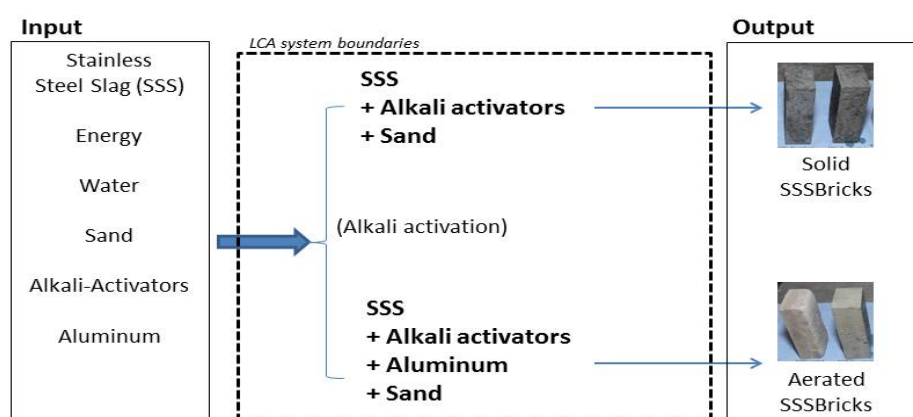 Input
Stainless
Steel Slag (SSS)
Energy
Water
Sand
Alkali-Activators
Aluminum
LCA system boundaries
SSS
+ Alkali activators
+ Sand
(Alkali activation)
SSS
+ Alkali activators
+ Aluminum
+ Sand
Output
Solid
SSSBricks
Aerated
SSSBricks